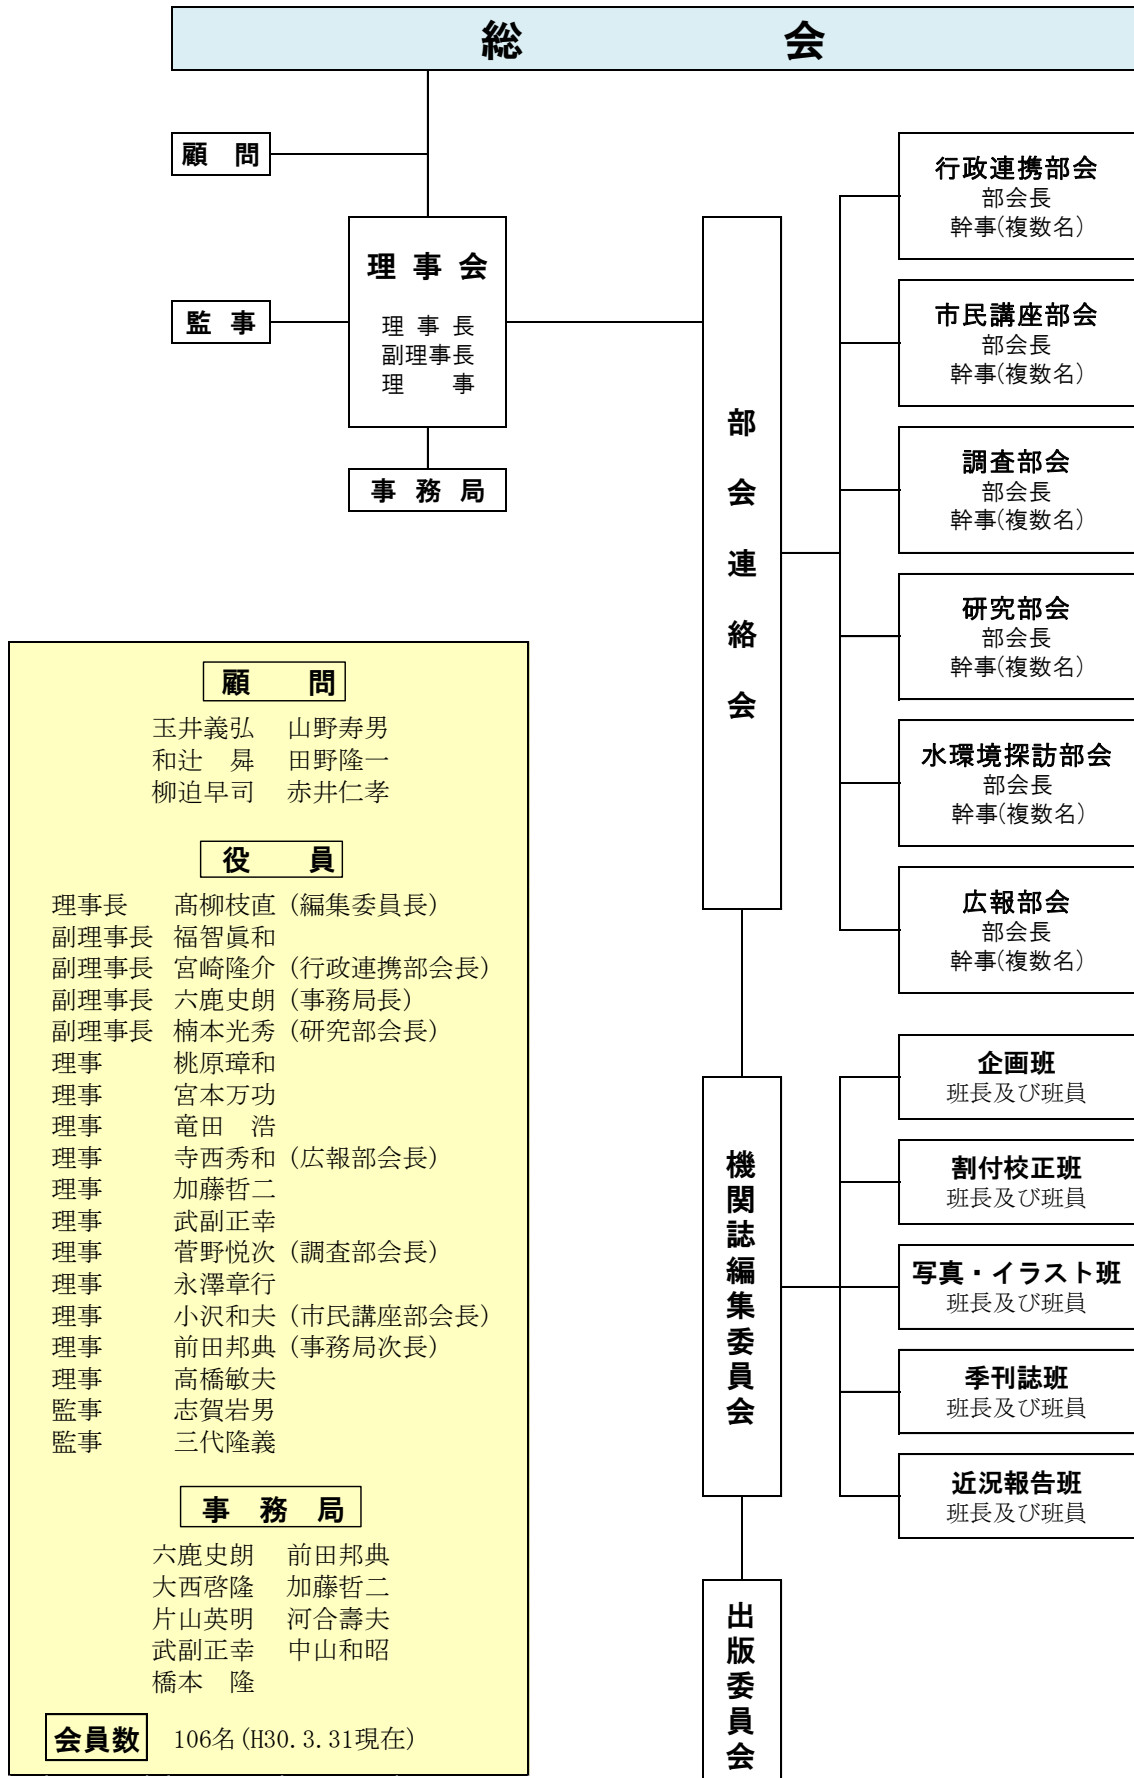 総　会
顧　問
理 事 会
理 事 長
副理事長
理　　事
監　事
事 務 局
部会連絡会
行政連携部会
部会長
幹事(複数名)
市民講座部会
部会長
幹事(複数名)
調査部会
部会長
幹事(複数名)
研究部会
部会長
幹事(複数名)
水環境探訪部会
部会長
幹事(複数名)
広報部会
部会長
幹事(複数名)
機関誌編集委員会
企画班
班長及び班員
割付校正班
班長及び班員
写真・イラスト班
班長及び班員
季刊誌班
班長及び班員
近況報告班
班長及び班員
出版委員会
顧　問
玉井義弘　山野寿男
和辻　曻　田野隆一
柳迫早司　赤井仁孝
役　員
理事長　髙柳枝直（編集委員長）
副理事長　福智眞和
副理事長　宮崎隆介（行政連携部会長）
副理事長　六鹿史朗（事務局長）
副理事長　楠本光秀（研究部会長）
理事　桃原璋和
理事　宮本万功
理事　竜田　浩
理事　寺西秀和（広報部会長）
理事　加藤哲二
理事　武副正幸
理事　菅野悦次（調査部会長）
理事　永澤章行
理事　小沢和夫（市民講座部会長）
理事　前田邦典（事務局次長）
理事　高橋敏夫
監事　志賀岩男
監事　三代隆義
事 務 局
六鹿史朗　前田邦典
大西啓隆　加藤哲二
片山英明　河合壽夫
武副正幸　中山和昭
橋本　隆
会員数　106名(H30.3.31現在)